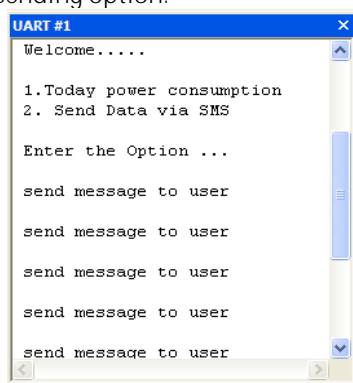 sending option.
UART #1
Welcome.....
1.Today power consumption
2. Send Data via SMS
Enter the Option ...
send message to user
send message to user
send message to user
send message to user
send message to user